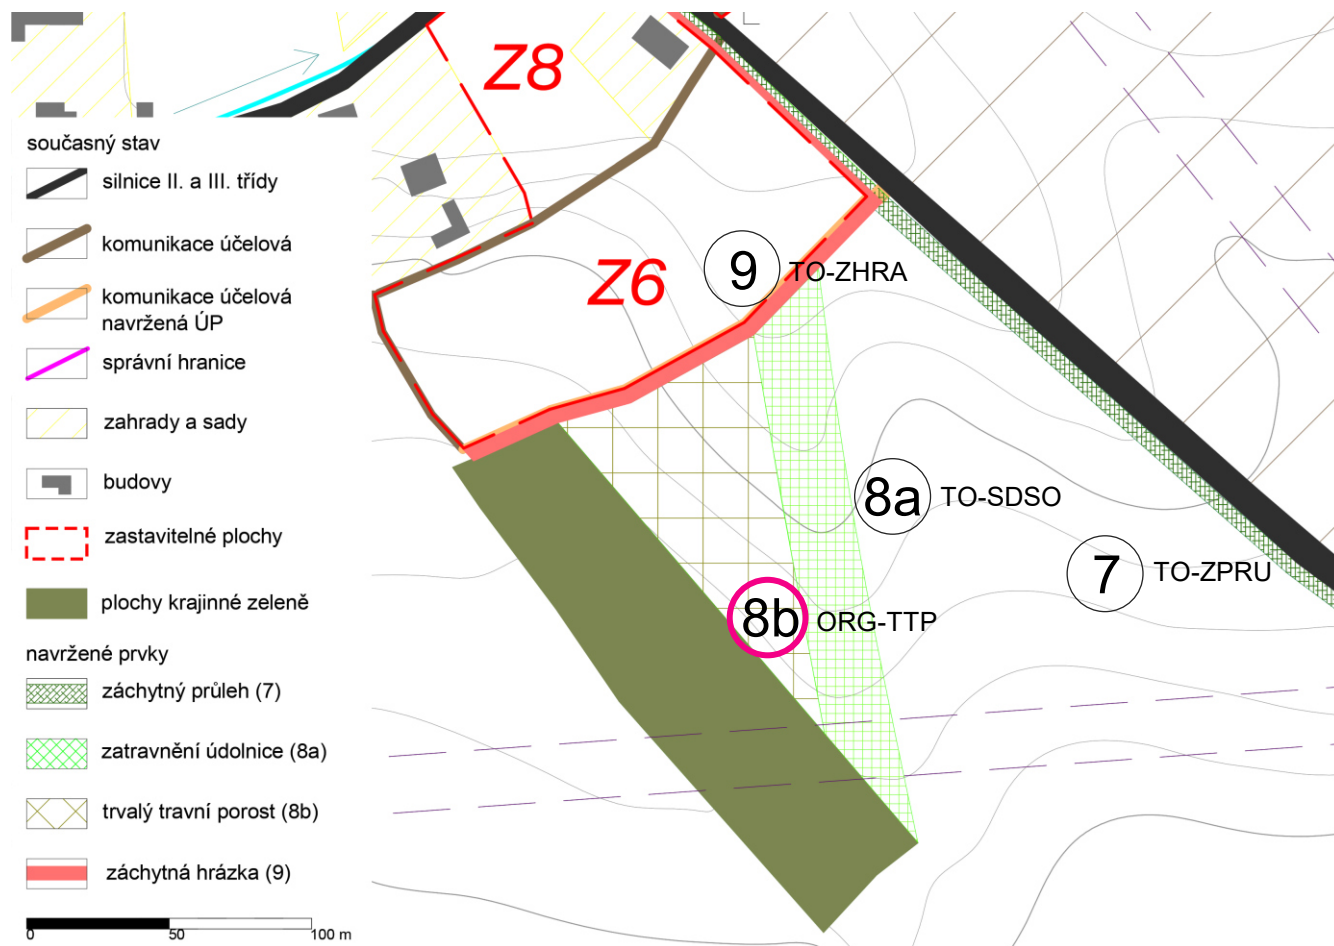 současný stav
silnice II. a III. třídy
komunikace účelová
komunikace účelová
navržená ÚP
správní hranice
zahrady a sady
budovy
zastavitelné plochy
plochy krajinné zeleně
navržené prvky
záchytný průleh (7)
zatravnění údolnice (8a)
trvalý travní porost (8b)
záchytná hrázka (9)
0 50 100 m
Z8
Z6
9 TO-ZHRA
8a TO-SDSO
7 TO-ZPRU
8b ORG-TTP